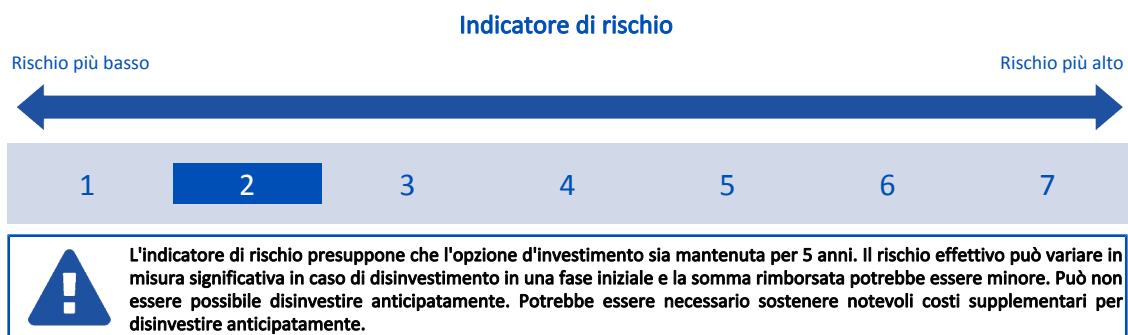 Indicatore di rischio
Rischio più basso Rischio più alto
1 2 3 4 5 6 7
L'indicatore di rischio presuppone che l'opzione d'investimento sia mantenuta per 5 anni. Il rischio effettivo può variare in
misura significativa in caso di disinvestimento in una fase iniziale e la somma rimborsata potrebbe essere minore. Può non
essere possibile disinvestire anticipatamente. Potrebbe essere necessario sostenere notevoli costi supplementari per
disinvestire anticipatamente.